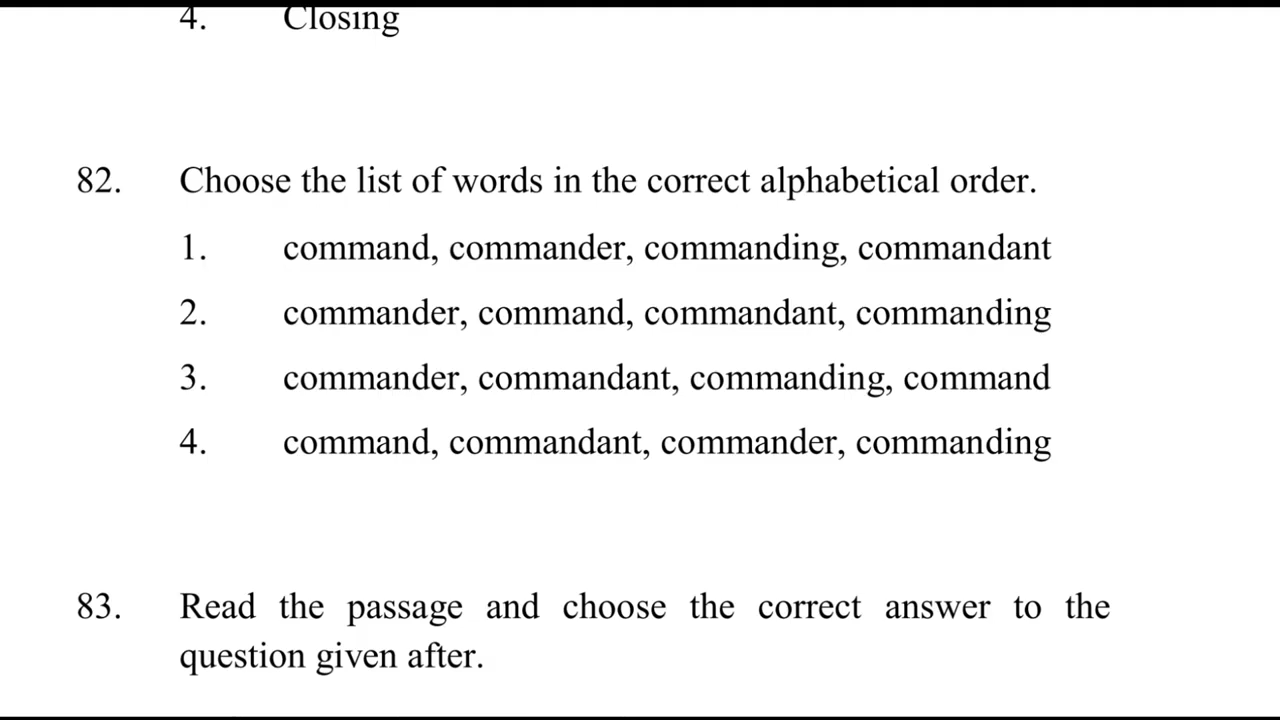 4. Closing
82. Choose the list of words in the correct alphabetical order.
1. command, commander, commanding, commandant
2. commander, command, commandant, commanding
3. commander, commandant, commanding, command
4. command, commandant, commander, commanding
83. Read the passage and choose the correct answer to the
question given after.